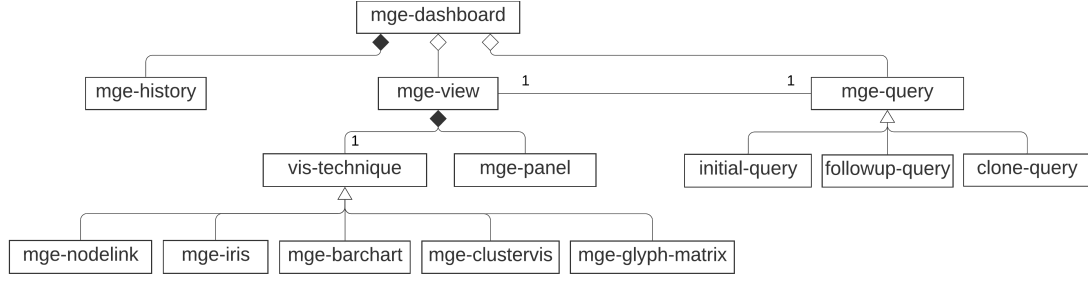 mge-dashboard
mge-history
mge-view
1
1
mge-query
1
vis-technique
mge-panel
initial-query
followup-query
clone-query
mge-nodelink
mge-iris
mge-barchart
mge-clustervis
mge-glyph-matrix